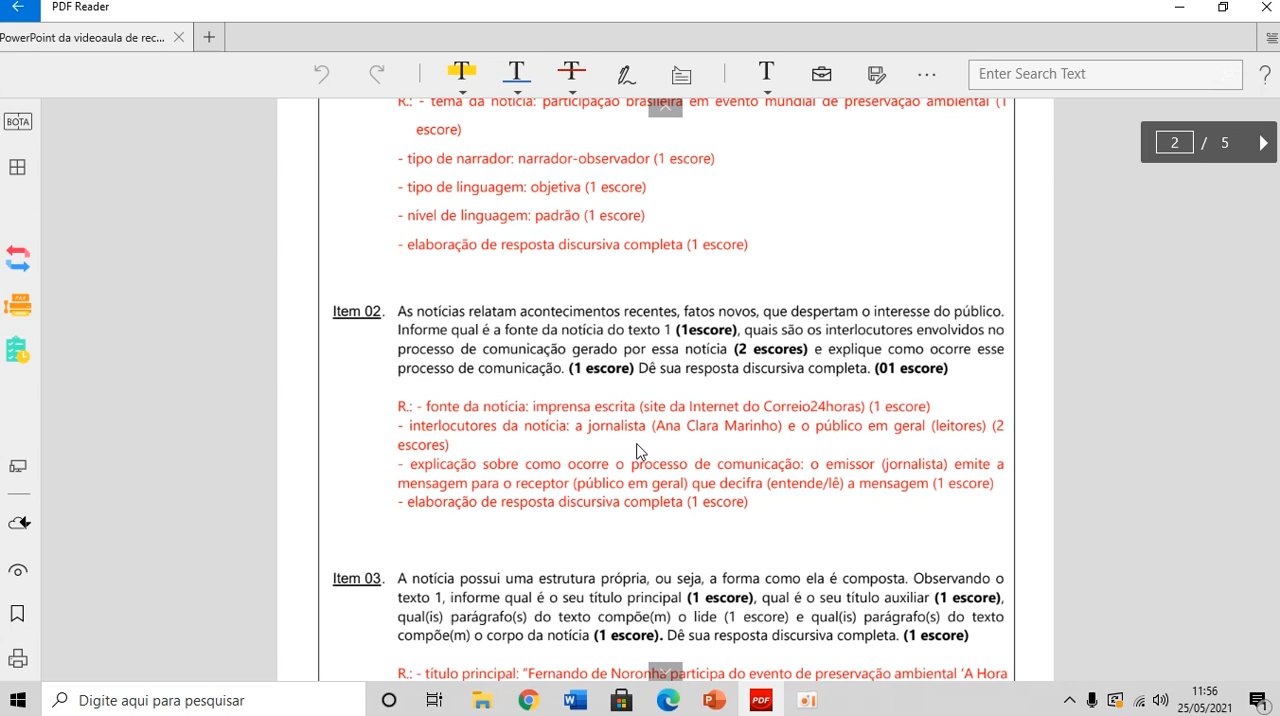 PDF Reader
PowerPoint da videoaula de rec...
Enter Search Text
BOTA
2 / 5
R.: - tema da notícia: participação brasileira em evento mundial de preservação ambiental (1
escore)
- tipo de narrador: narrador-observador (1 escore)
- tipo de linguagem: objetiva (1 escore)
- nível de linguagem: padrão (1 escore)
- elaboração de resposta discursiva completa (1 escore)
Item 02. As notícias relatam acontecimentos recentes, fatos novos, que despertam o interesse do público.
Informe qual é a fonte da notícia do texto 1 (1escore), quais são os interlocutores envolvidos no
processo de comunicação gerado por essa notícia (2 escores) e explique como ocorre esse
processo de comunicação. (1 escore) Dê sua resposta discursiva completa. (01 escore)
R.: - fonte da notícia: imprensa escrita (site da Internet do Correio24horas) (1 escore)
- interlocutores da notícia: a jornalista (Ana Clara Marinho) e o público em geral (leitores) (2
escores)
- explicação sobre como ocorre o processo de comunicação: o emissor (jornalista) emite a
mensagem para o receptor (público em geral) que decifra (entende/lê) a mensagem (1 escore)
- elaboração de resposta discursiva completa (1 escore)
Item 03. A notícia possui uma estrutura própria, ou seja, a forma como ela é composta. Observando o
texto 1, informe qual é o seu título principal (1 escore), qual é o seu título auxiliar (1 escore),
qual(is) parágrafo(s) do texto compõe(m) o lide (1 escore) e qual(is) parágrafo(s) do texto
compõe(m) o corpo da notícia (1 escore). Dê sua resposta discursiva completa. (1 escore)
R.: - título principal: "Fernando de Noronha participa do evento de preservação ambiental 'A Hora
Digite aqui para pesquisar
PDF
11:56
25/05/2021